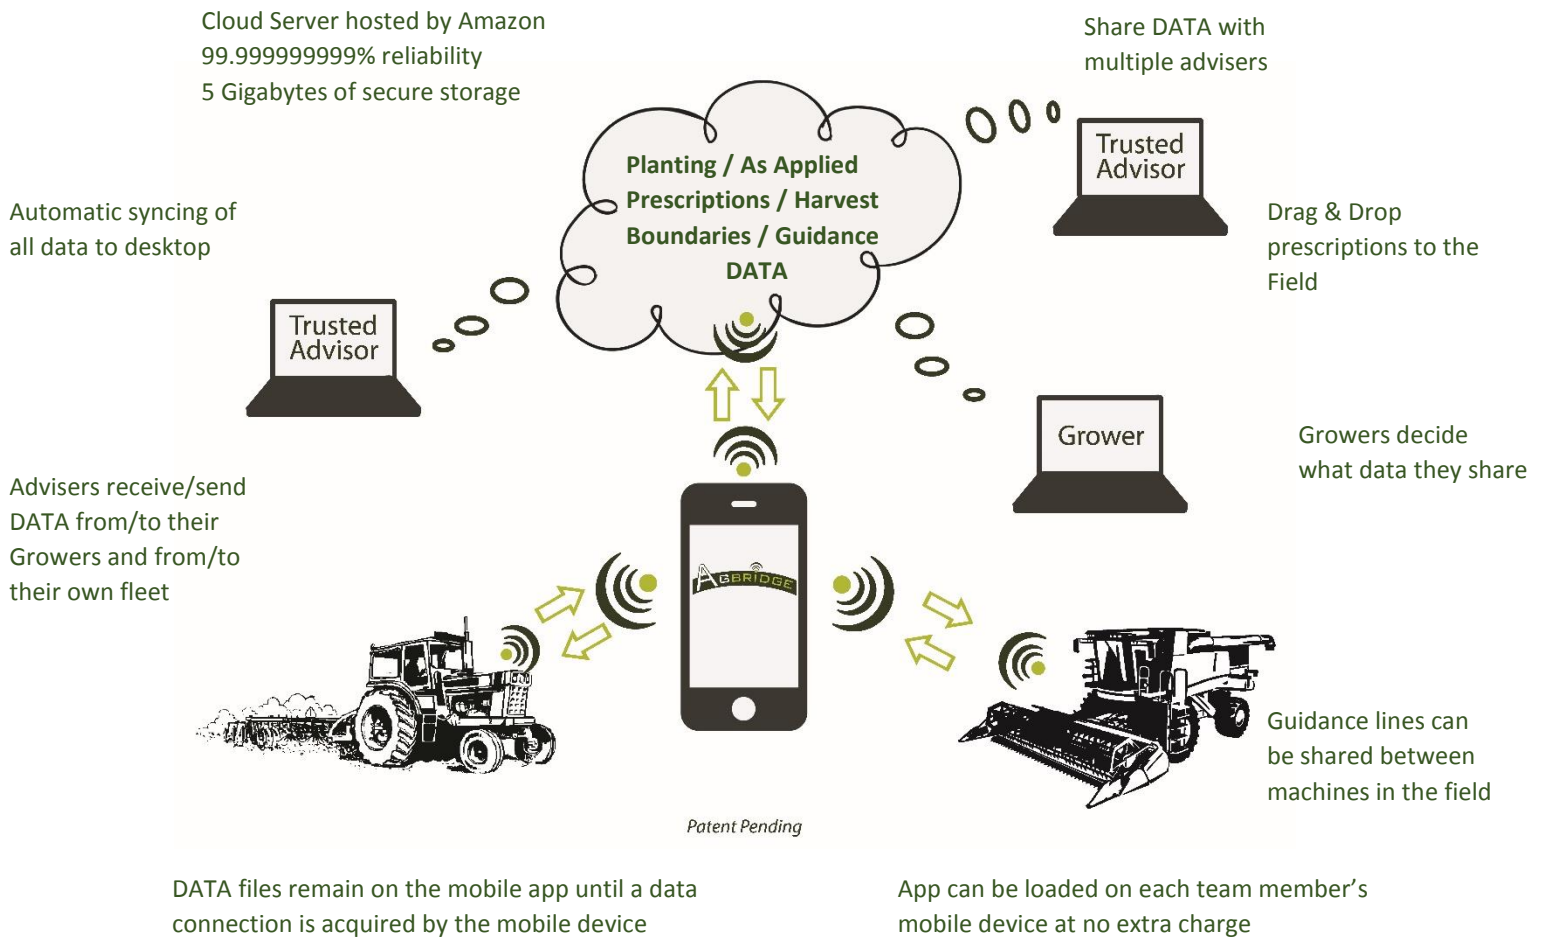 Cloud Server hosted by Amazon
99.999999999% reliability
5 Gigabytes of secure storage
Share DATA with
multiple advisers
Planting / As Applied
Prescriptions / Harvest
Boundaries / Guidance
DATA
Trusted
Advisor
Automatic syncing of
all data to desktop
Drag & Drop
prescriptions to the
Field
Trusted
Advisor
Grower
Growers decide
what data they share
Advisers receive/send
DATA from/to their
Growers and from/to
their own fleet
AGBRIDGE
Guidance lines can
be shared between
machines in the field
Patent Pending
DATA files remain on the mobile app until a data
connection is acquired by the mobile device
App can be loaded on each team member’s
mobile device at no extra charge